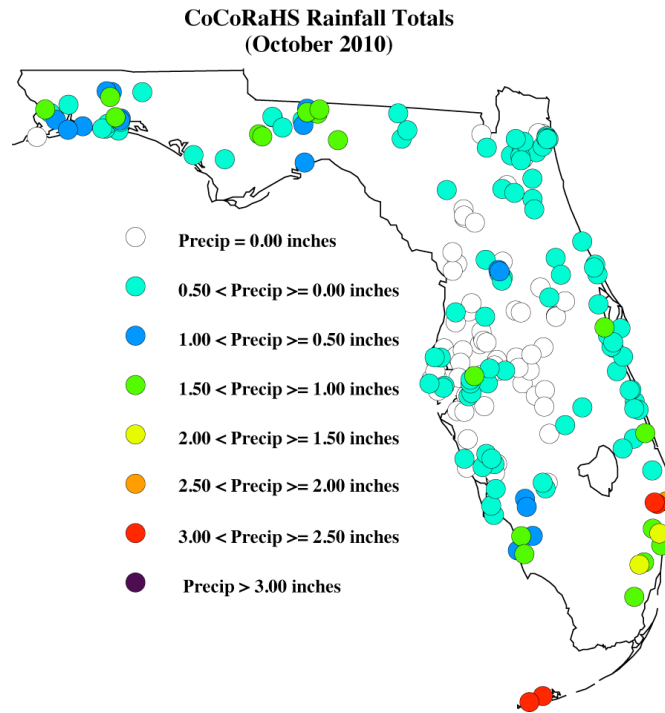 CoCoRaHS Rainfall Totals
(October 2010)
Precip = 0.00 inches
0.50 < Precip >= 0.00 inches
1.00 < Precip >= 0.50 inches
1.50 < Precip >= 1.00 inches
2.00 < Precip >= 1.50 inches
2.50 < Precip >= 2.00 inches
3.00 < Precip >= 2.50 inches
Precip > 3.00 inches